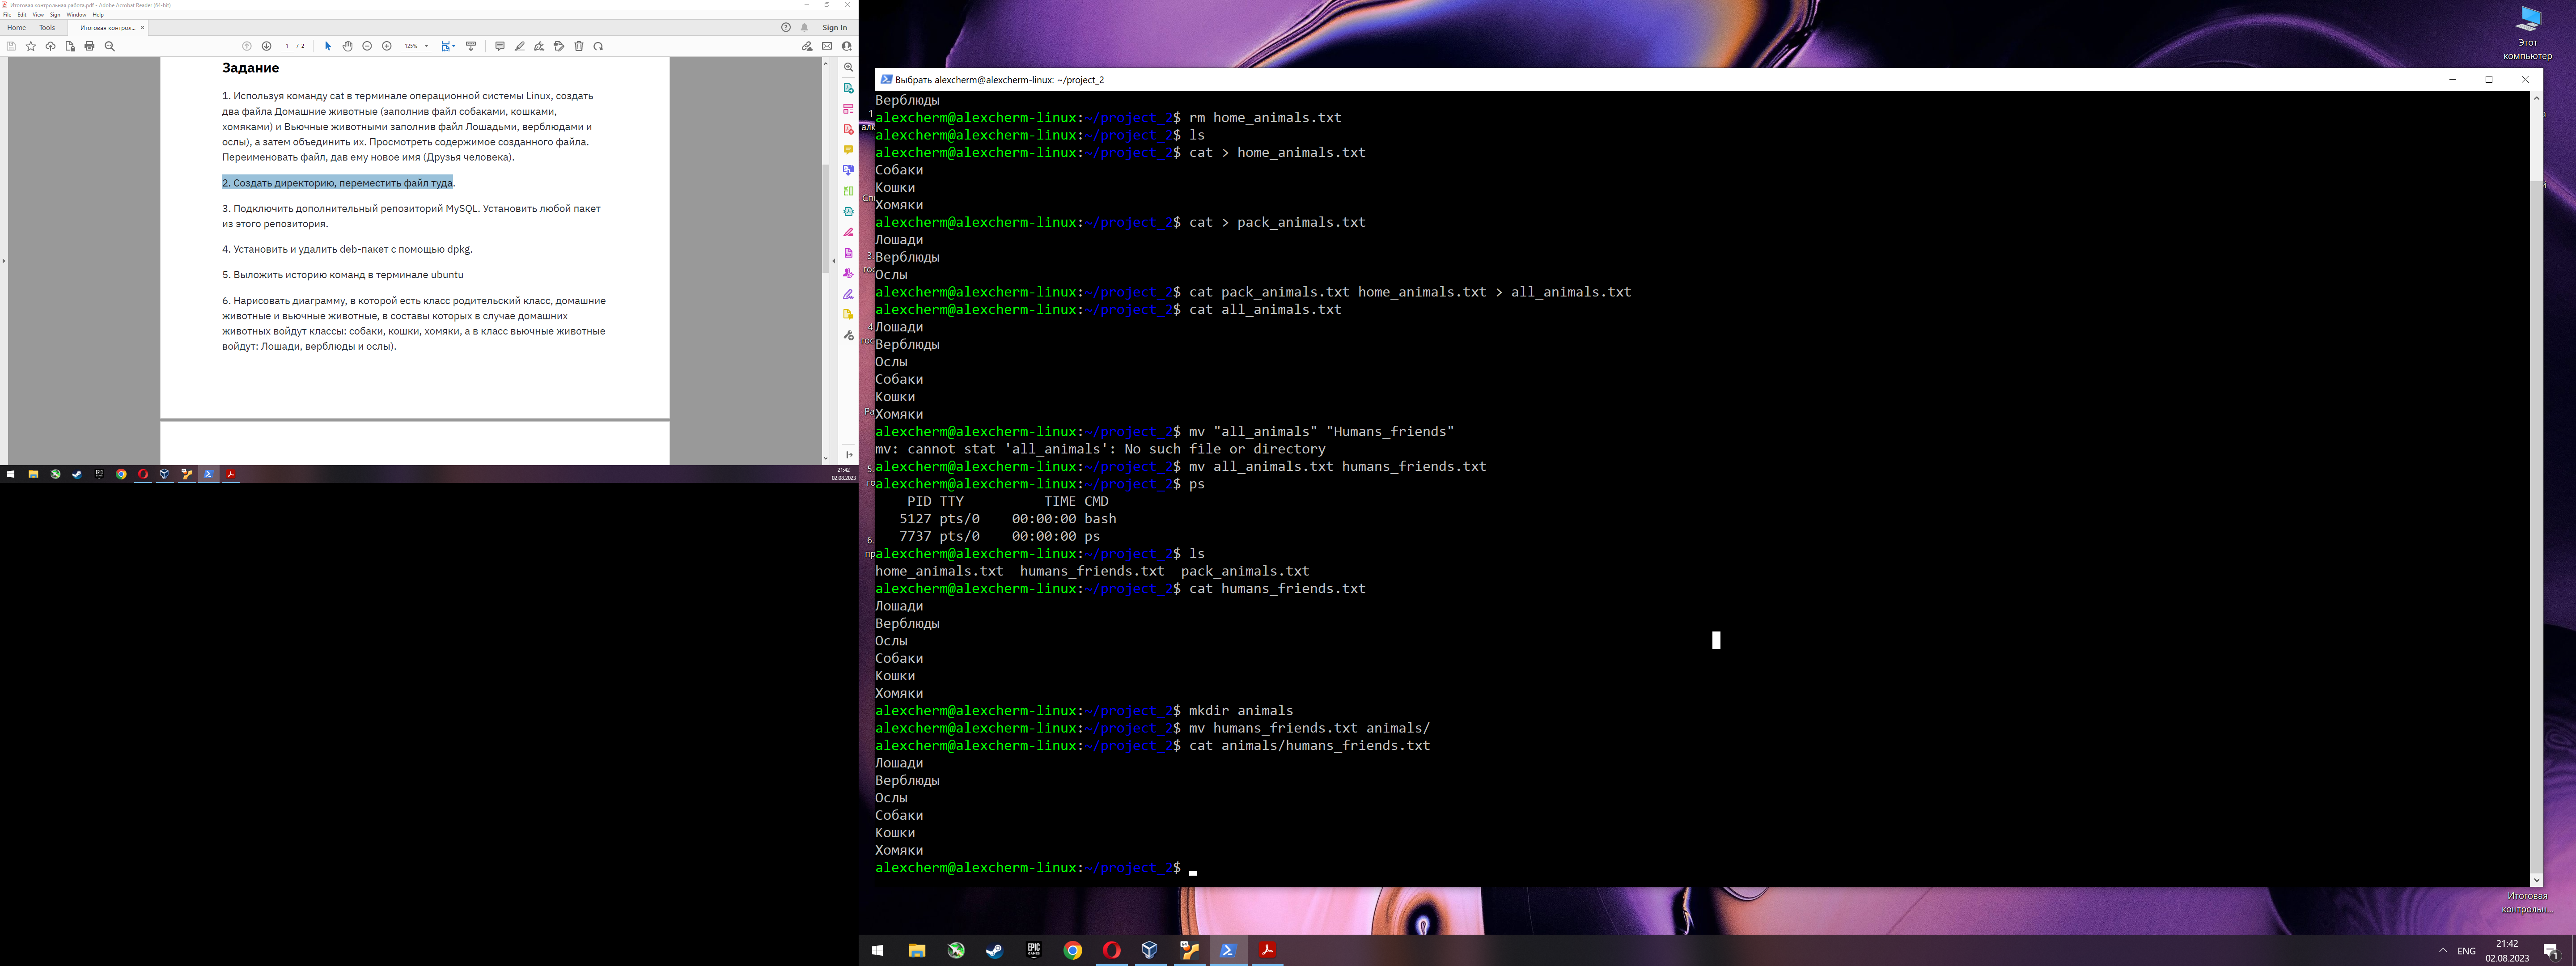 Итоговая контрольная работа.pdf - Adobe Acrobat Reader (64-bit)
File Edit View Sign Window Help
Home Tools Итоговая контрол... × Sign In
1 / 2 125%
Задание
1. Используя команду cat в терминале операционной системы Linux, создать
два файла Домашние животные (заполнив файл собаками, кошками,
хомяками) и Вьючные животными заполнив файл Лошадьми, верблюдами и
ослы), а затем объединить их. Просмотреть содержимое созданного файла.
Переименовать файл, дав ему новое имя (Друзья человека).
2. Создать директорию, переместить файл туда.
3. Подключить дополнительный репозиторий MySQL. Установить любой пакет
из этого репозитория.
4. Установить и удалить deb-пакет с помощью dpkg.
5. Выложить историю команд в терминале ubuntu
6. Нарисовать диаграмму, в которой есть класс родительский класс, домашние
животные и вьючные животные, в составы которых в случае домашних
животных войдут классы: собаки, кошки, хомяки, а в класс вьючные животные
войдут: Лошади, верблюды и ослы).
21:42
02.08.2023
Этот
компьютер
Выбрать alexcherm@alexcherm-linux: ~/project_2
Верблюды
alexcherm@alexcherm-linux:~/project_2$ rm home_animals.txt
alexcherm@alexcherm-linux:~/project_2$ ls
alexcherm@alexcherm-linux:~/project_2$ cat > home_animals.txt
Собаки
Кошки
Хомяки
alexcherm@alexcherm-linux:~/project_2$ cat > pack_animals.txt
Лошади
Верблюды
Ослы
alexcherm@alexcherm-linux:~/project_2$ cat pack_animals.txt home_animals.txt > all_animals.txt
alexcherm@alexcherm-linux:~/project_2$ cat all_animals.txt
Лошади
Верблюды
Ослы
Собаки
Кошки
Хомяки
alexcherm@alexcherm-linux:~/project_2$ mv "all_animals" "Humans_friends"
mv: cannot stat 'all_animals': No such file or directory
alexcherm@alexcherm-linux:~/project_2$ mv all_animals.txt humans_friends.txt
alexcherm@alexcherm-linux:~/project_2$ ps
PID TTY TIME CMD
5127 pts/0 00:00:00 bash
7737 pts/0 00:00:00 ps
alexcherm@alexcherm-linux:~/project_2$ ls
home_animals.txt humans_friends.txt pack_animals.txt
alexcherm@alexcherm-linux:~/project_2$ cat humans_friends.txt
Лошади
Верблюды
Ослы
Собаки
Кошки
Хомяки
alexcherm@alexcherm-linux:~/project_2$ mkdir animals
alexcherm@alexcherm-linux:~/project_2$ mv humans_friends.txt animals/
alexcherm@alexcherm-linux:~/project_2$ cat animals/humans_friends.txt
Лошади
Верблюды
Ослы
Собаки
Кошки
Хомяки
alexcherm@alexcherm-linux:~/project_2$
Итоговая
контрольн...
EPIC GAMES
ENG
21:42
02.08.2023
1